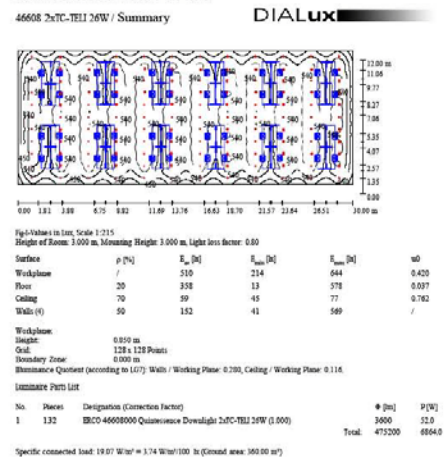 46608 2xTC-TELI 26W / Summary
DIALux
12.00 m
11.06
9.77
8.27
7.06
5.35
4.07
2.57
1.35
0.00
0.00 1.81 3.88 6.75 9.82 11.69 13.76 16.63 18.70 21.57 23.64 26.51 30.00 m
Height of Room: 3.000 m, Mounting Height: 3.000 m, Light loss factor: 0.80
Values in Lux, Scale 1:215
Surface ρ [%] Eav [lx] Emin [lx] Emax [lx] u0
Workplane / 510 214 644 0.420
Floor 20 358 13 578 0.037
Ceiling 70 59 45 77 0.762
Walls (4) 50 152 41 569 /
Workplane:
Height: 0.850 m
Grid: 128 x 128 Points
Boundary Zone: 0.000 m
Illuminance Quotient (according to LG7): Walls / Working Plane: 0.280, Ceiling / Working Plane: 0.116.
Luminaire Parts List
No. Pieces Designation (Correction Factor) Φ [lm] P [W]
1 132 ERCO 46608000 Quintessence Downlight 2xTC-TELI 26W (1.000) 3600 52.0
Total: 475200 6864.0
Specific connected load: 19.07 W/m² = 3.74 W/m²/100 lx (Ground area: 360.00 m²)